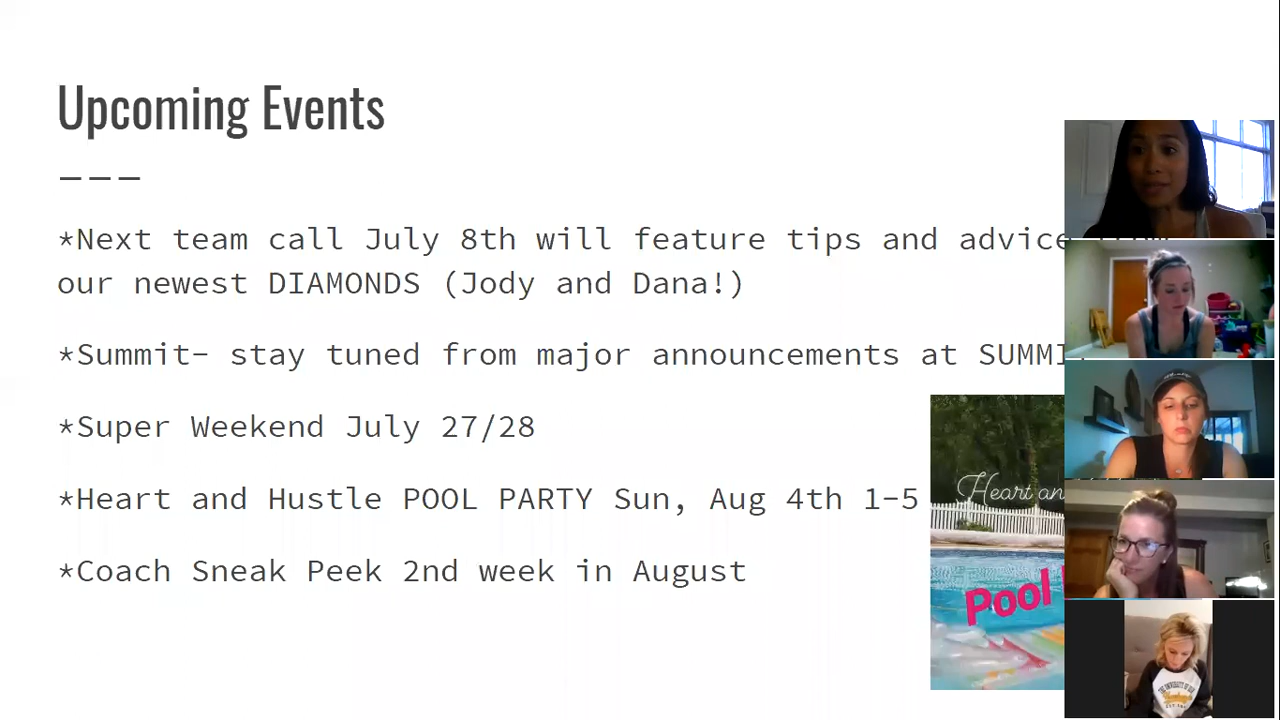 Upcoming Events
*Next team call July 8th will feature tips and advice
our newest DIAMONDS (Jody and Dana!)
*Summit- stay tuned from major announcements at
*Super Weekend July 27/28
*Heart and Hustle POOL PARTY Sun, Aug 4th 1-5
Heart
Pool
*Coach Sneak Peek 2nd week in August